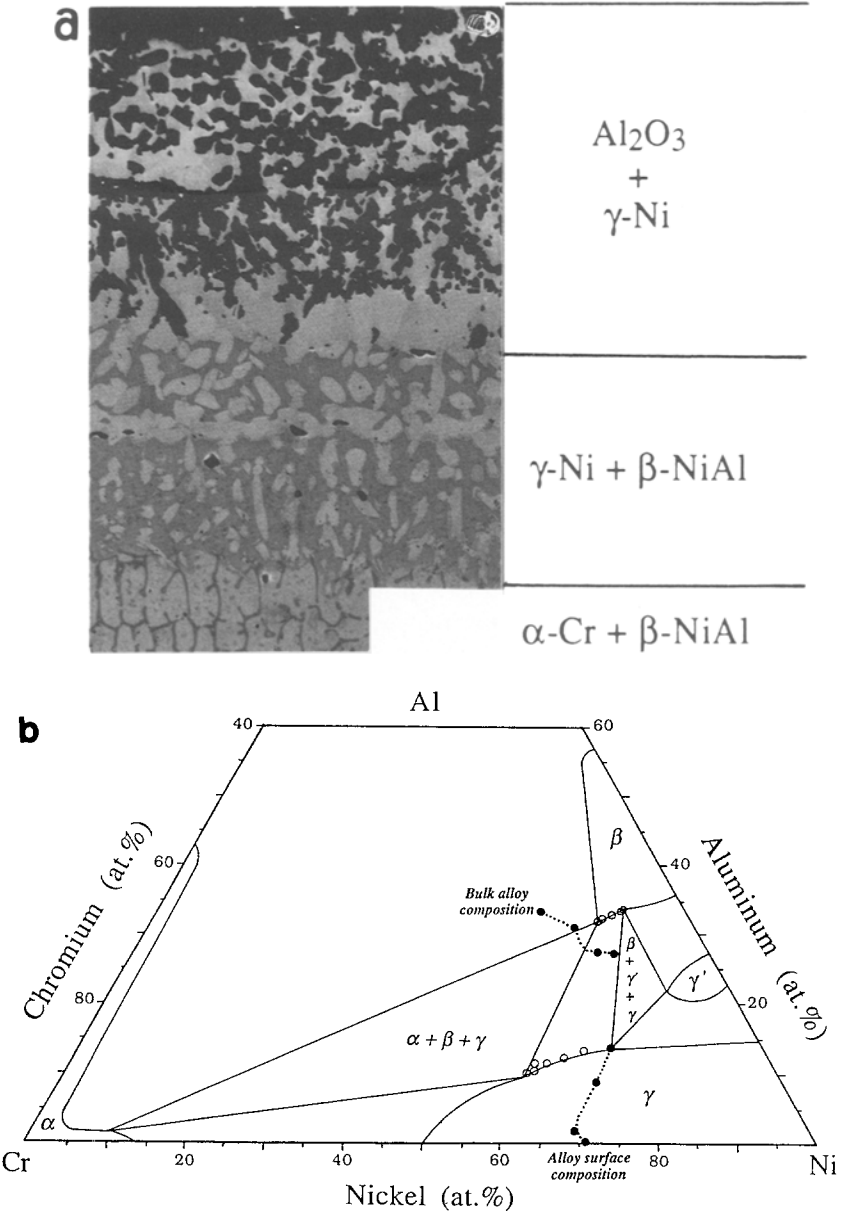 a
Al₂O₃
+
γ-Ni
γ-Ni + β-NiAl
α-Cr + β-NiAl
b
Al
40
60
β
60
40
Chromium (at.%)
Aluminum (at.%)
Bulk alloy
composition
β
+
γ'
+
γ
γ'
80
20
α + β + γ
α
γ
Cr
20
40
60
80
Ni
Alloy surface
composition
Nickel (at.%)